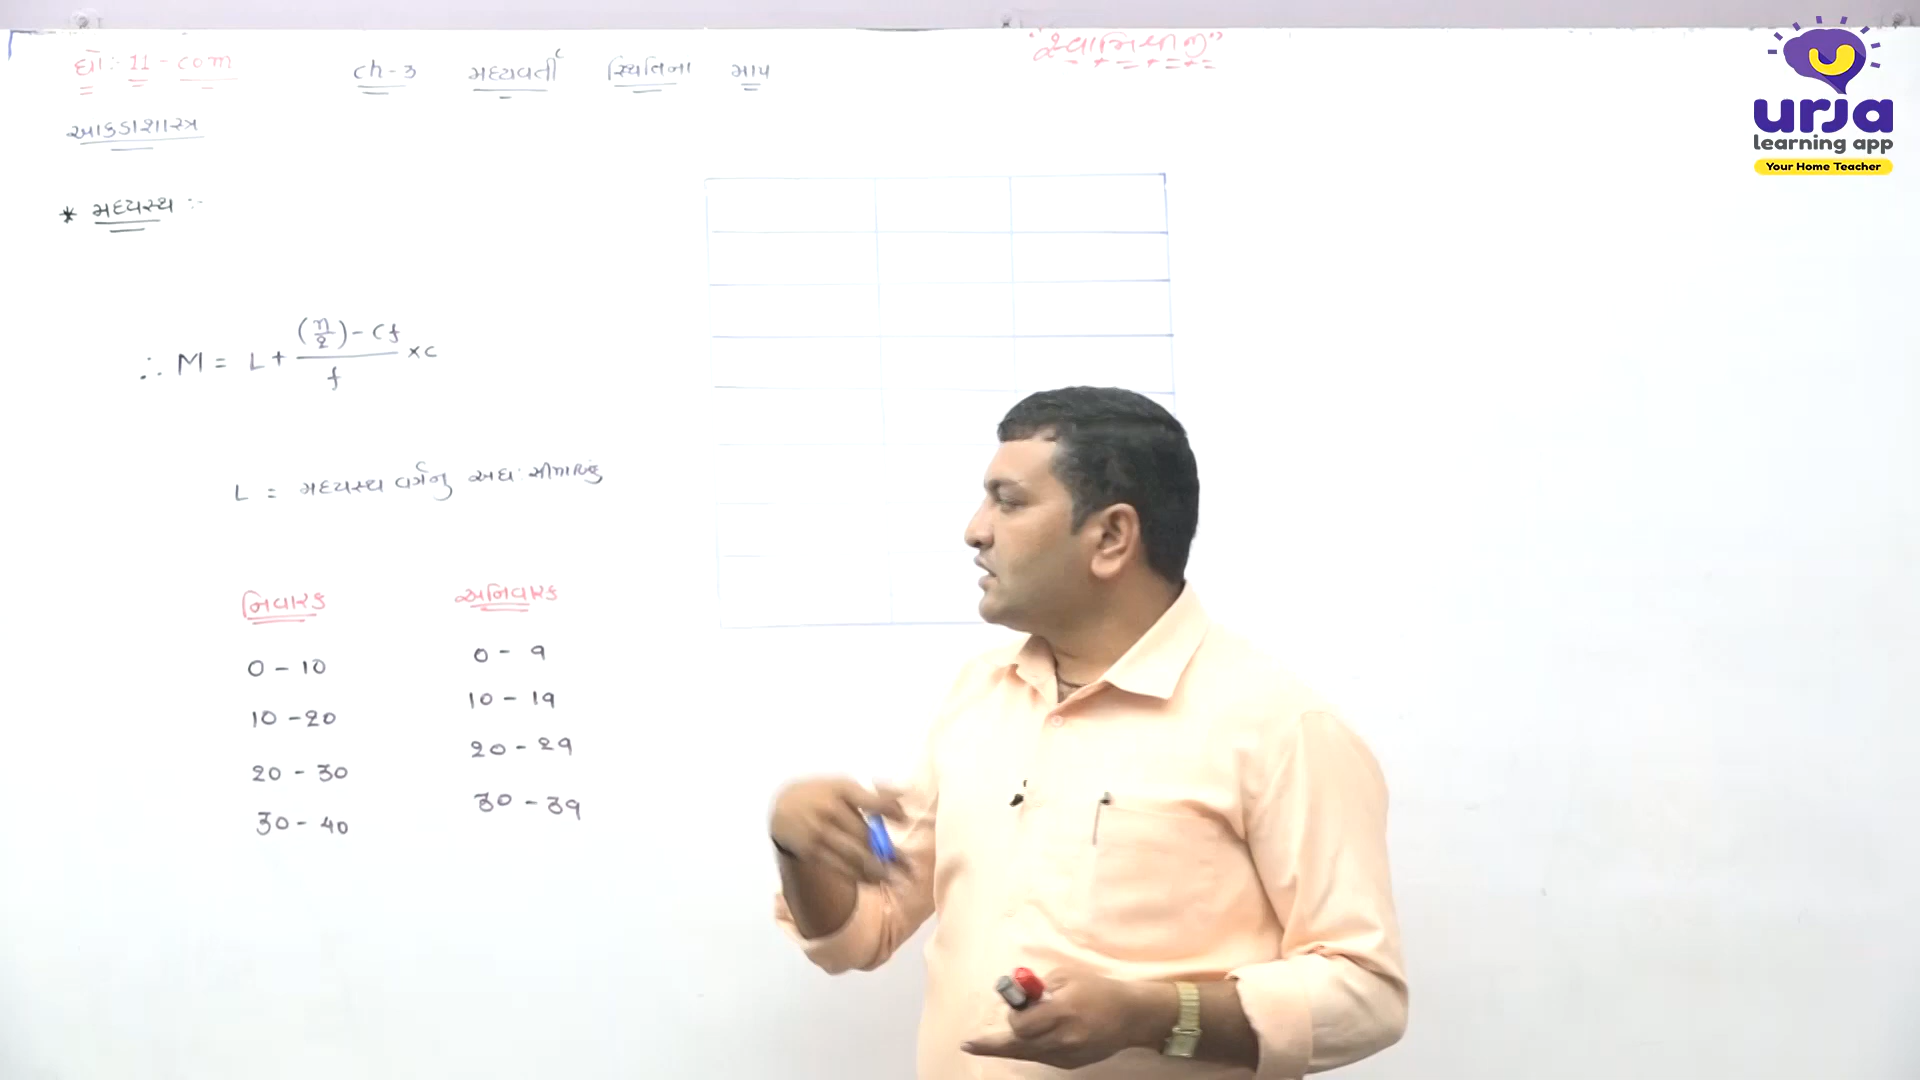 ધો:- 11 - com ch-3 મધ્યવર્તી સ્થિતિના માપ
આંકડાશાસ્ત્ર
* મધ્યસ્થ :-
∴ M = L + (n/2) - cf / f × c
L = મધ્યસ્થ વર્ગનુ અધઃ સીમાબિંદુ
નિવારક અનિવારક
0 - 10 0 - 9
10 - 20 10 - 19
20 - 30 20 - 29
30 - 40 30 - 39
urja
learning app
Your Home Teacher